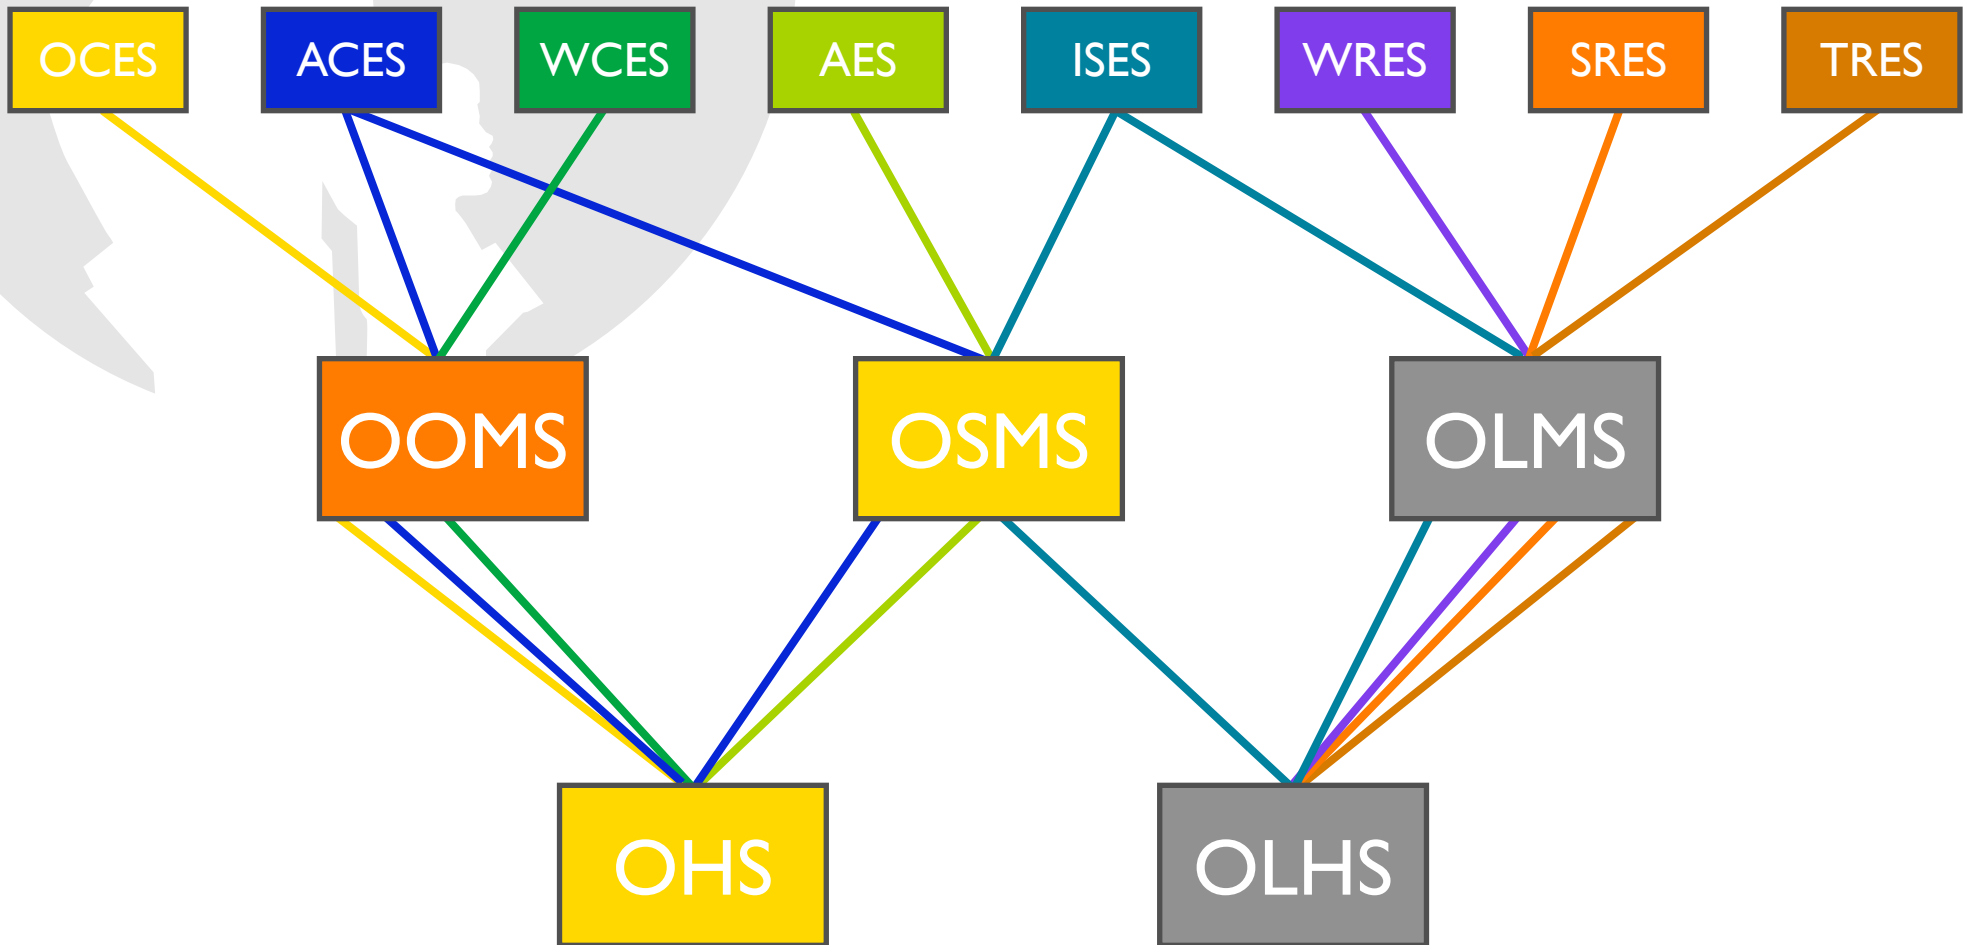 OCES
ACES
WCES
AES
ISES
WRES
SRES
TRES
OOMS
OSMS
OLMS
OHS
OLHS